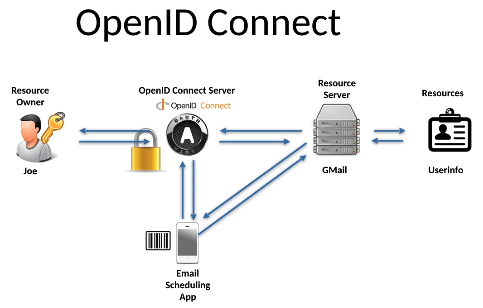 OpenID Connect
Resource
Owner
OpenID Connect Server
OpenID Connect
Resource
Server
Resources
OAUTH
A
Joe
GMail
Userinfo
Email
Scheduling
App